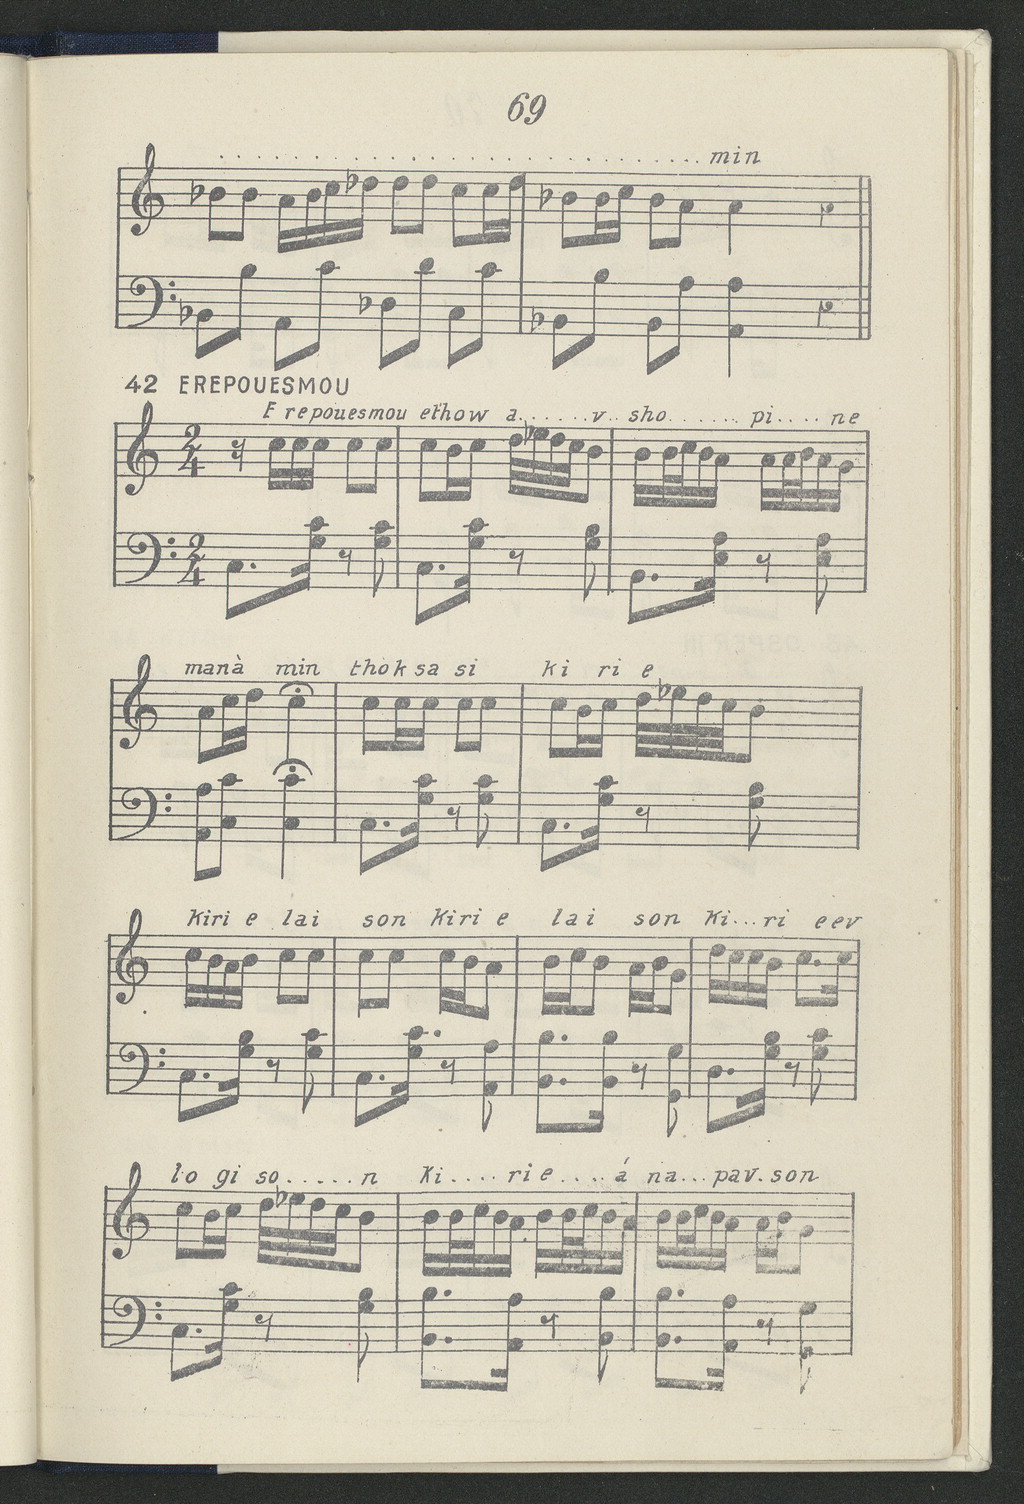 69
. . . . . . . . . . . . . . . . . . . . . . . . . . min
42 EREPOUESMOU
E repouesmou ethow a......v.. sho....... pi.... ne
manà min thok sa si ki ri e
Kiri e lai son Kiri e lai son Ki...ri e ev
lo gi so.....n Ki.... ri e.... á na...pav.son